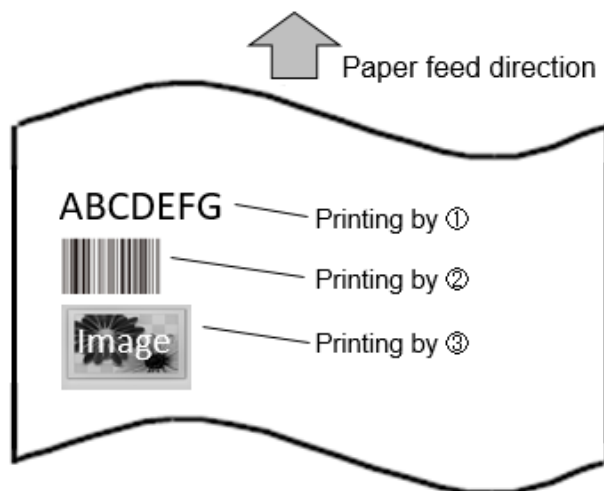 Paper feed direction
ABCDEFG
Printing by ①
Printing by ②
Image
Printing by ③